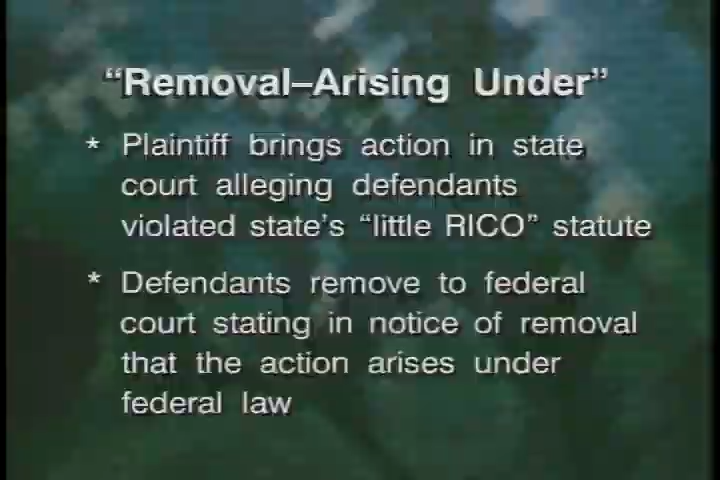 “Removal–Arising Under”
* Plaintiff brings action in state
court alleging defendants
violated state’s “little RICO” statute
* Defendants remove to federal
court stating in notice of removal
that the action arises under
federal law